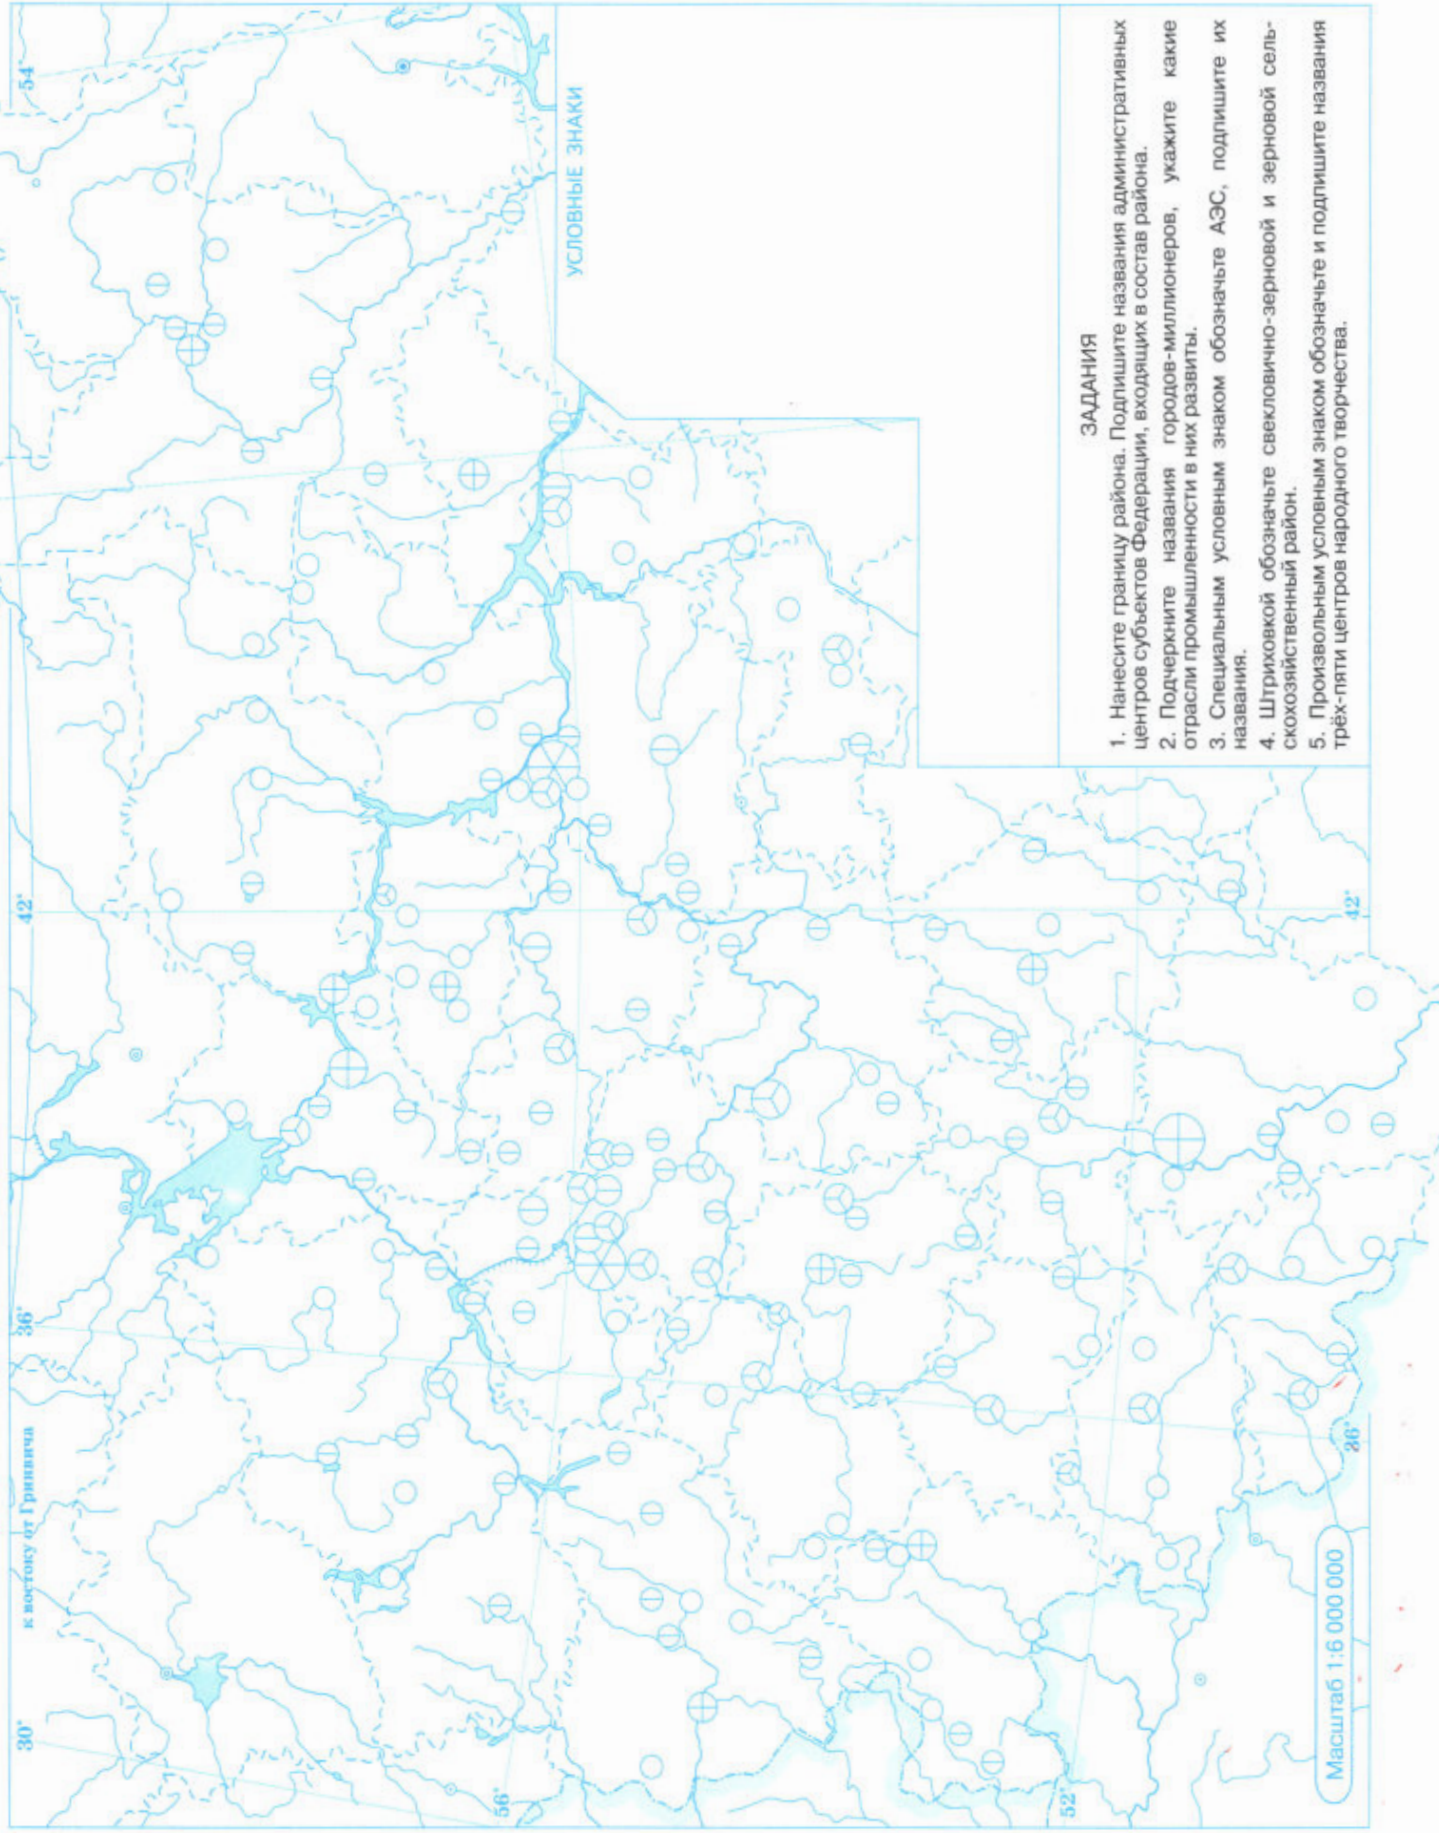 к востоку от Гринвича
30°
36°
42°
54°
56°
52°
36°
42°
Масштаб 1:6 000 000
УСЛОВНЫЕ ЗНАКИ
ЗАДАНИЯ
1. Нанесите границу района. Подпишите названия административных
центров субъектов Федерации, входящих в состав района.
2. Подчеркните названия городов-миллионеров, укажите какие
отрасли промышленности в них развиты.
3. Специальным условным знаком обозначьте АЭС, подпишите их
названия.
4. Штриховкой обозначьте свекловично-зерновой и зерновой сель-
скохозяйственный район.
5. Произвольным условным знаком обозначьте и подпишите названия
трёх-пяти центров народного творчества.